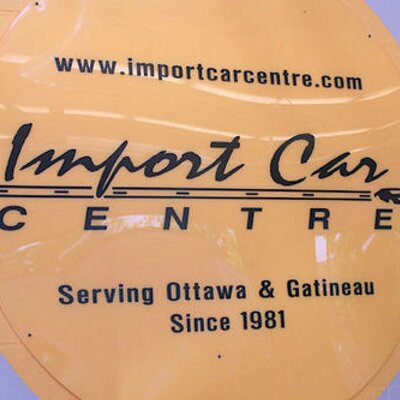 www.importcarcentre.com
Import Car
CENTRE
Serving Ottawa & Gatineau
Since 1981